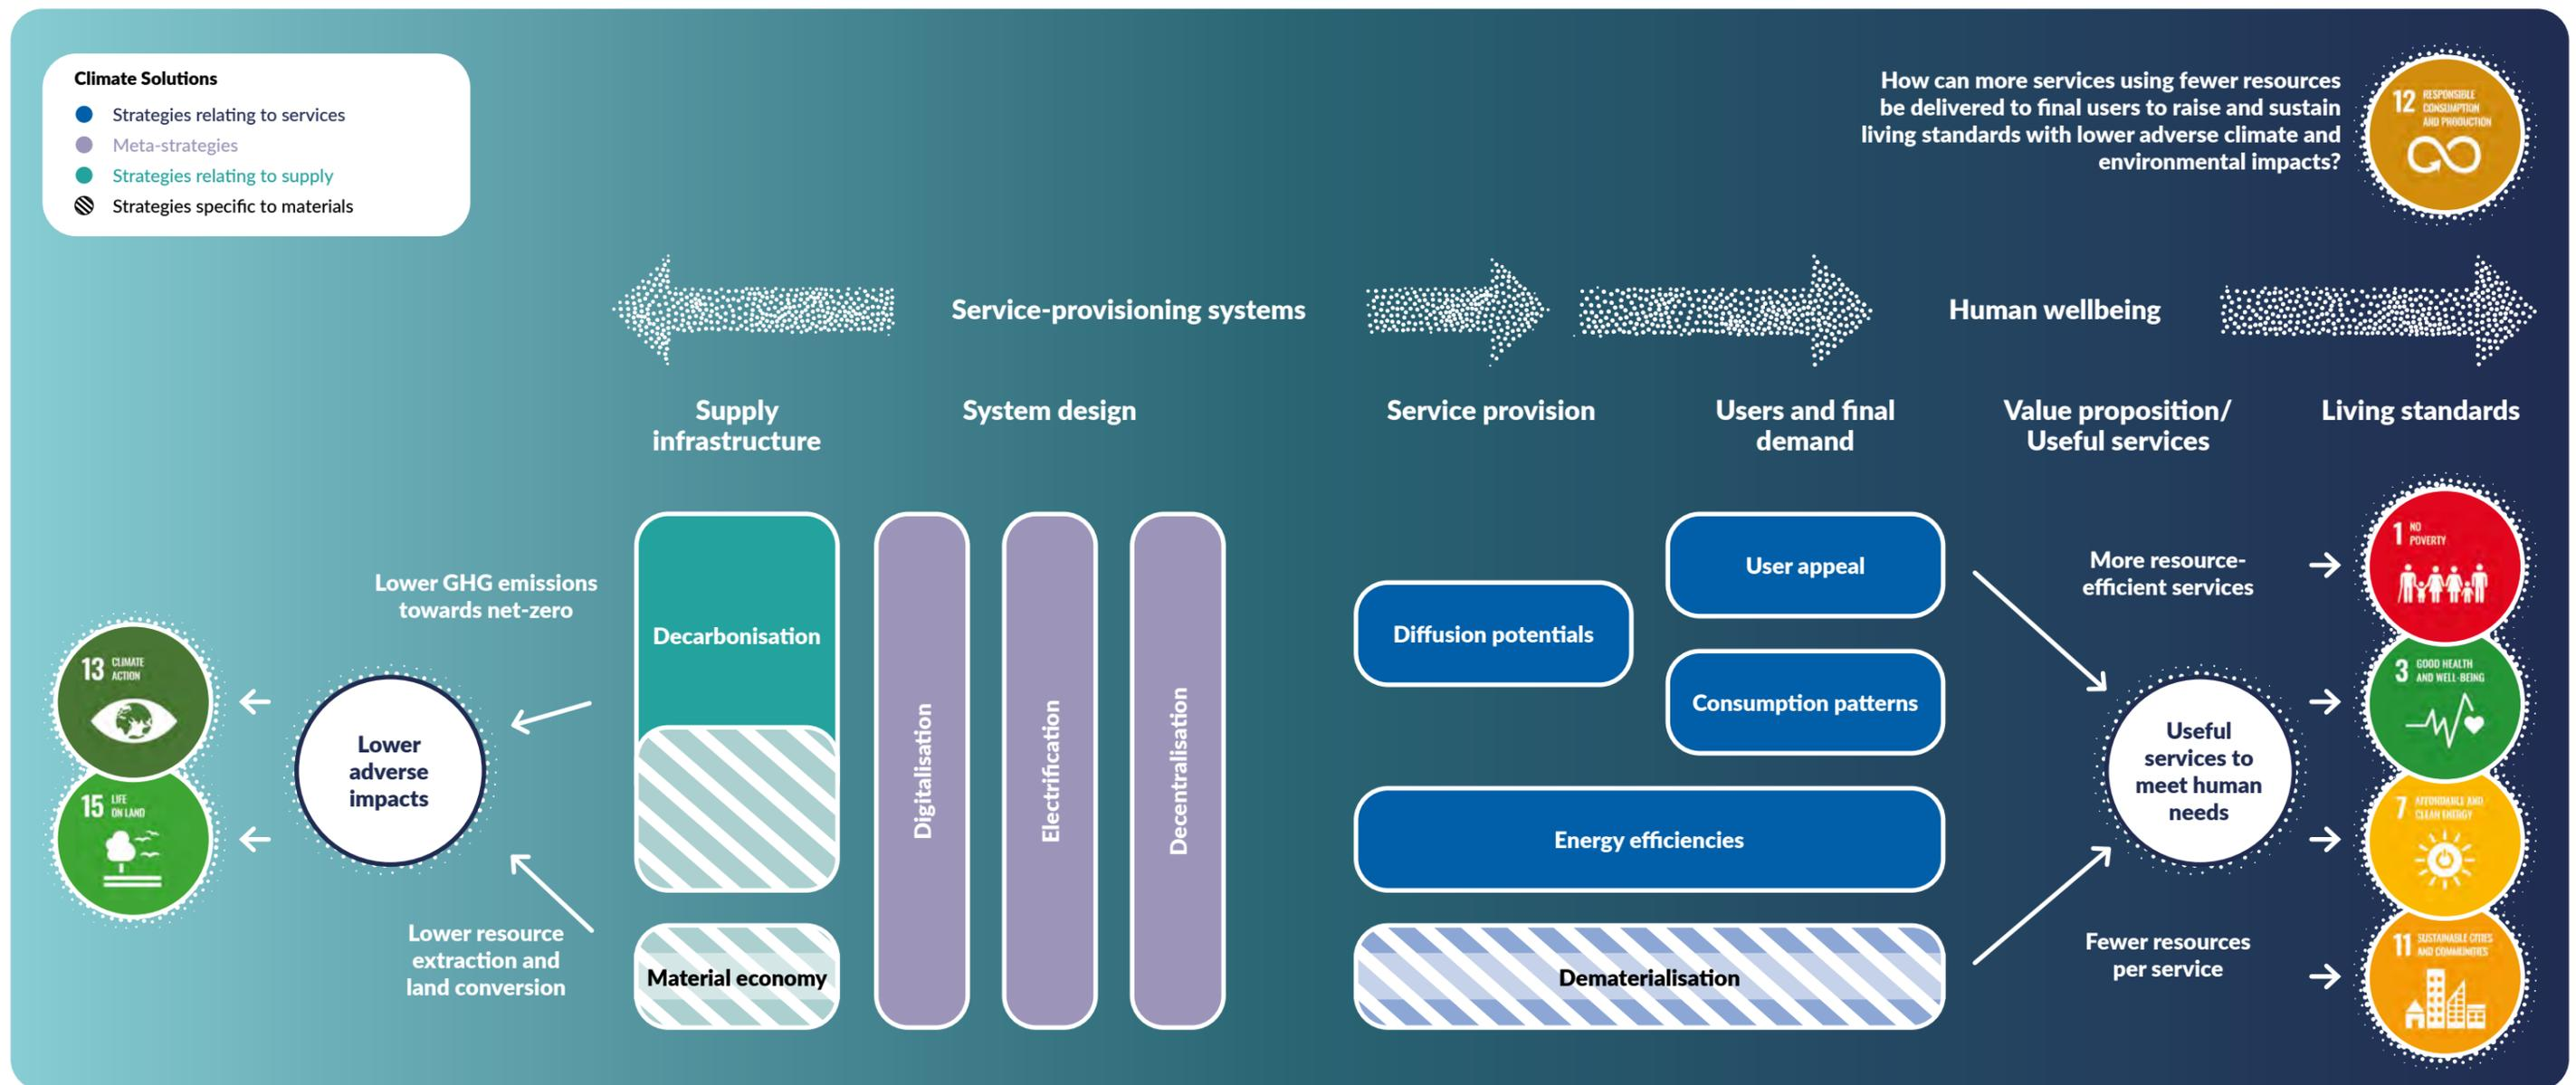 Climate Solutions
Strategies relating to services
Meta-strategies
Strategies relating to supply
Strategies specific to materials
How can more services using fewer resources
be delivered to final users to raise and sustain
living standards with lower adverse climate and
environmental impacts?
12 RESPONSIBLE
CONSUMPTION
AND PRODUCTION
Service-provisioning systems
Human wellbeing
Supply
infrastructure
System design
Service provision
Users and final
demand
Value proposition/
Useful services
Living standards
Lower GHG emissions
towards net-zero
13 CLIMATE
ACTION
15 LIFE
ON LAND
Lower
adverse
impacts
Lower resource
extraction and
land conversion
Decarbonisation
Material economy
Digitalisation
Electrification
Decentralisation
Diffusion potentials
User appeal
Consumption patterns
Energy efficiencies
Dematerialisation
More resource-
efficient services
Useful
services to
meet human
needs
Fewer resources
per service
1 NO
POVERTY
3 GOOD HEALTH
AND WELL-BEING
7 AFFORDABLE AND
CLEAN ENERGY
11 SUSTAINABLE CITIES
AND COMMUNITIES